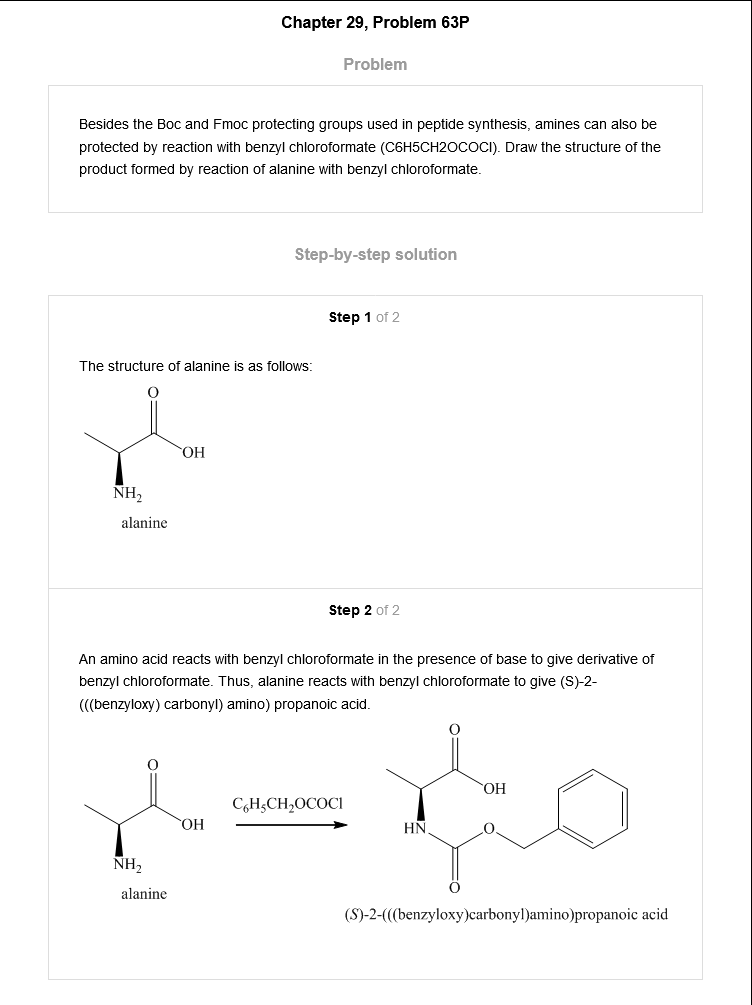 Chapter 29, Problem 63P
Problem
Besides the Boc and Fmoc protecting groups used in peptide synthesis, amines can also be
protected by reaction with benzyl chloroformate (C6H5CH2OCOCl). Draw the structure of the
product formed by reaction of alanine with benzyl chloroformate.
Step-by-step solution
Step 1 of 2
The structure of alanine is as follows:
O
OH
NH₂
alanine
Step 2 of 2
An amino acid reacts with benzyl chloroformate in the presence of base to give derivative of
benzyl chloroformate. Thus, alanine reacts with benzyl chloroformate to give (S)-2-
(((benzyloxy) carbonyl) amino) propanoic acid.
O
OH
NH₂
alanine
C₆H₅CH₂OCOCl
O
OH
HN
O
O
(S)-2-(((benzyloxy)carbonyl)amino)propanoic acid